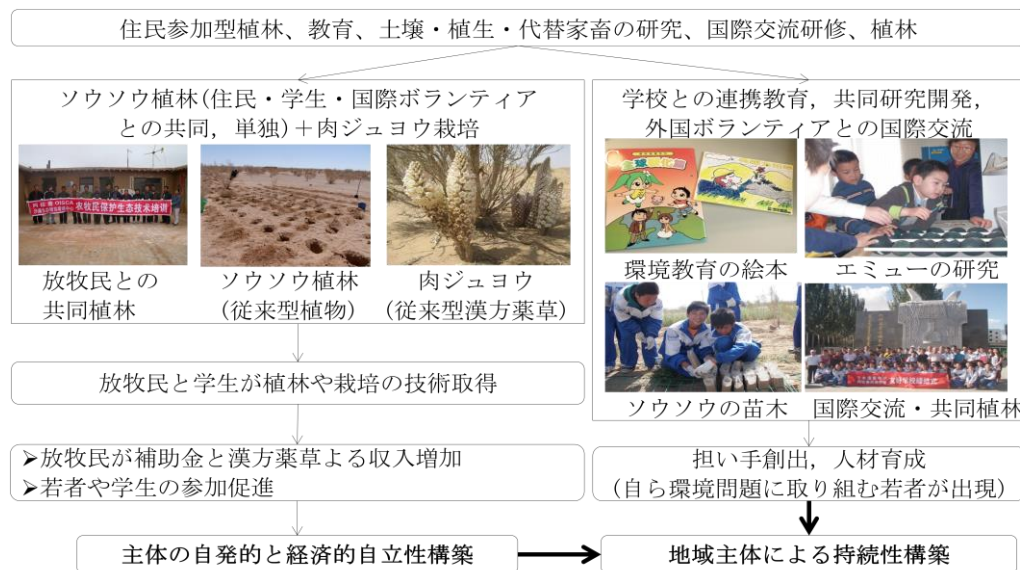 住民参加型植林、教育、土壌・植生・代替家畜の研究、国際交流研修、植林
ソウソウ植林(住民・学生・国際ボランティア
との共同，単独)＋肉ジュヨウ栽培
农牧民保护生态技术培训
放牧民との
共同植林
ソウソウ植林
(従来型植物)
肉ジュヨウ
(従来型漢方薬草)
放牧民と学生が植林や栽培の技術取得
➢放牧民が補助金と漢方薬草よる収入増加
➢若者や学生の参加促進
主体の自発的と経済的自立性構築
学校との連携教育，共同研究開発，
外国ボランティアとの国際交流
環境教育の絵本
エミューの研究
ソウソウの苗木
国際交流・共同植林
担い手創出，人材育成
(自ら環境問題に取り組む若者が出現)
地域主体による持続性構築